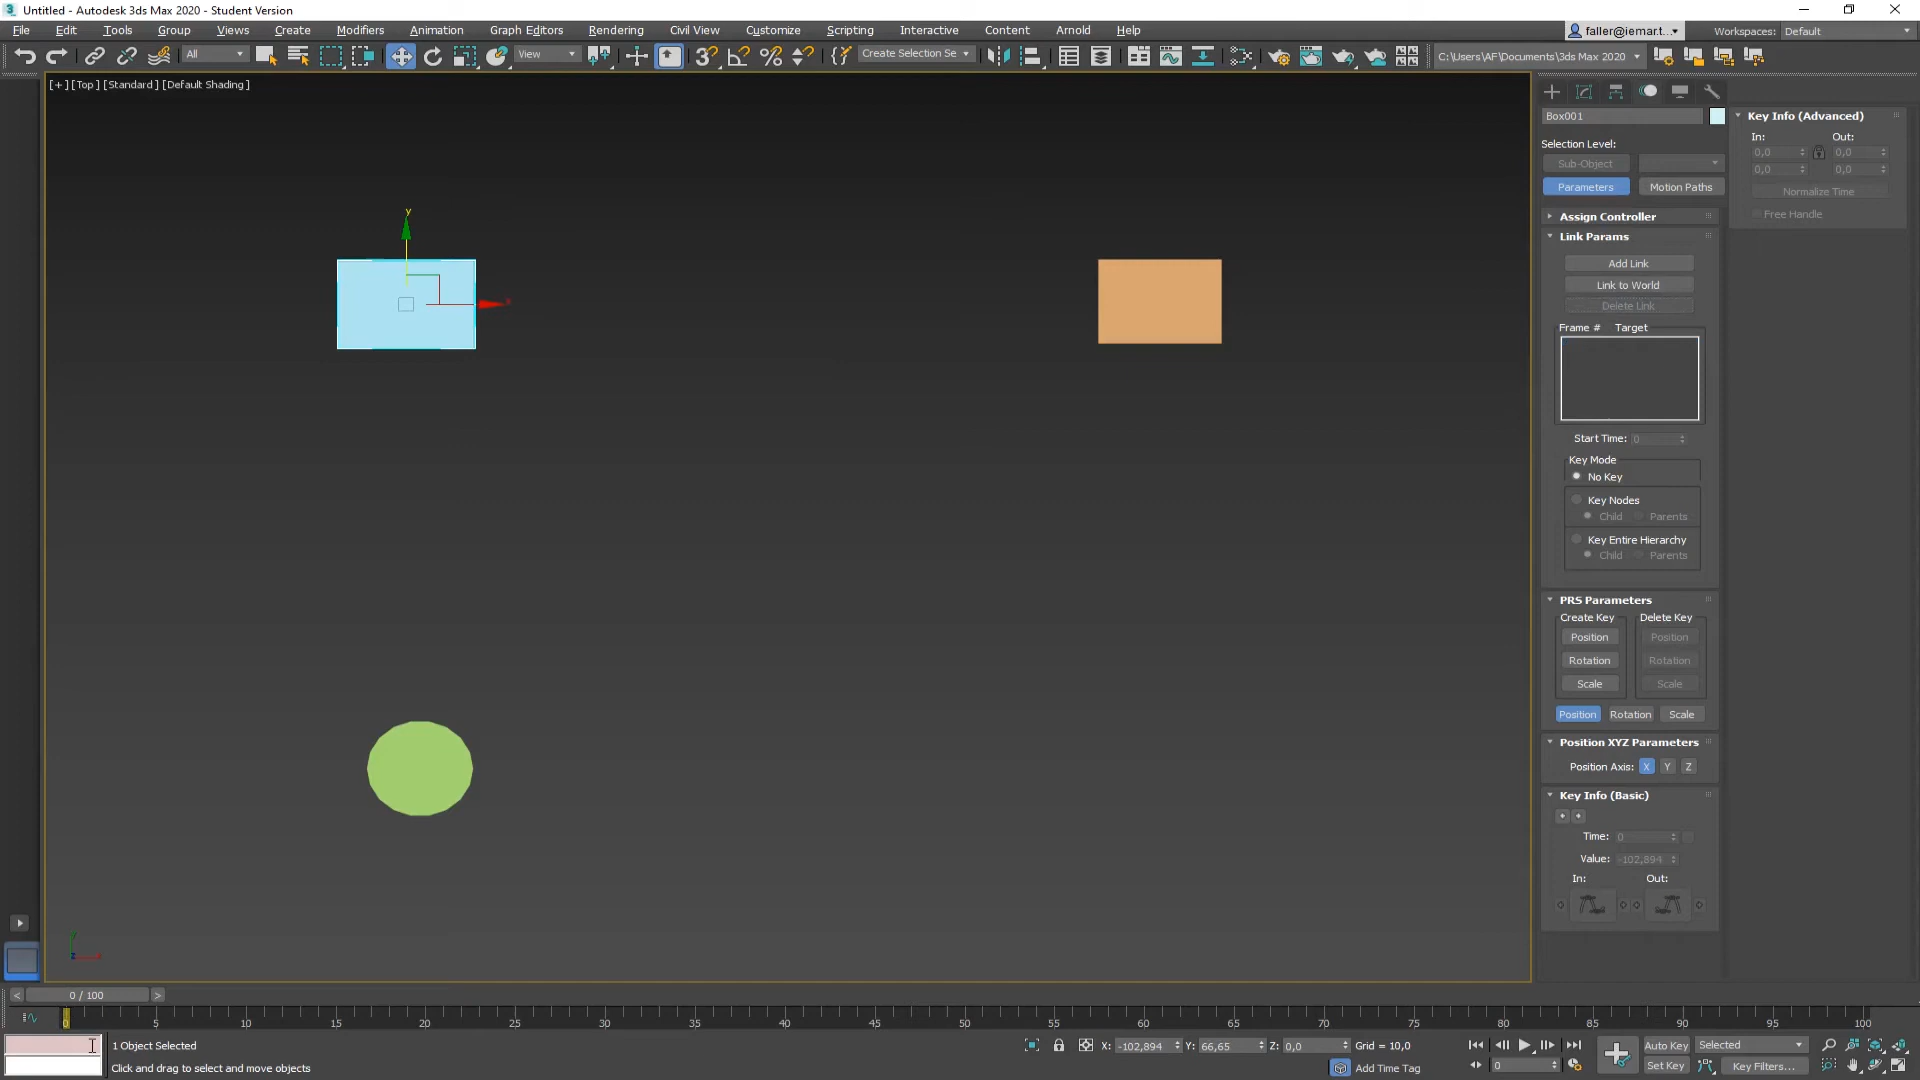 Untitled - Autodesk 3ds Max 2020 - Student Version
File Edit Tools Group Views Create Modifiers Animation Graph Editors Rendering Civil View Customize Scripting Interactive Content Arnold Help
faller@iemar.t... Workspaces: Default
All View Create Selection Se C:\Users\AF\Documents\3ds Max 2020
[+] [Top] [Standard] [Default Shading]
Box001
Selection Level:
Sub-Object
Parameters Motion Paths
Assign Controller
Link Params
Add Link
Link to World
Delete Link
Frame # Target
Start Time: 0
Key Mode
No Key
Key Nodes
Child Parents
Key Entire Hierarchy
Child Parents
PRS Parameters
Create Key Delete Key
Position Position
Rotation Rotation
Scale Scale
Position Rotation Scale
Position XYZ Parameters
Position Axis: X Y Z
Key Info (Basic)
Time: 0
Value: -102,894
In: Out:
Key Info (Advanced)
In: Out:
0,0 0,0
0,0 0,0
Normalize Time
Free Handle
y
x
0 / 100
0 5 10 15 20 25 30 35 40 45 50 55 60 65 70 75 80 85 90 95 100
1 Object Selected
Click and drag to select and move objects
X: -102,894 Y: 66,65 Z: 0,0 Grid = 10,0
Add Time Tag
0
Auto Key Selected
Set Key Key Filters...